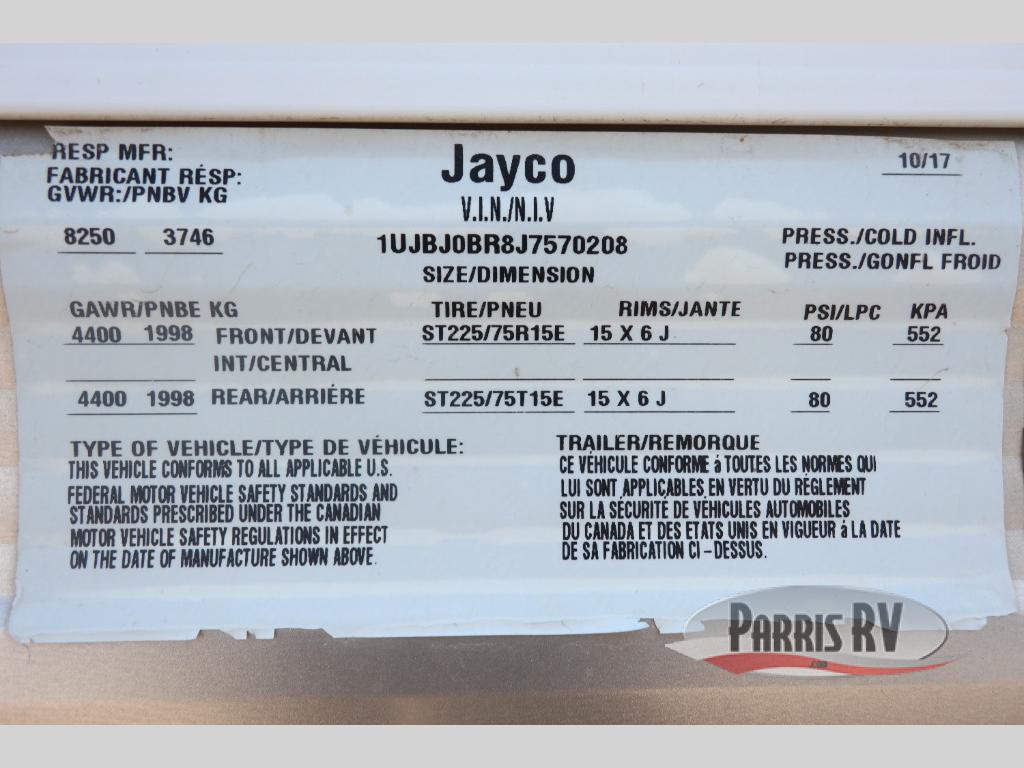 RESP MFR:
FABRICANT RÉSP:
GVWR:/PNBV KG
Jayco
10/17
V.I.N./N.I.V
8250 3746
1UJBJ0BR8J7570208
PRESS./COLD INFL.
SIZE/DIMENSION
PRESS./GONFL FROID
GAWR/PNBE KG TIRE/PNEU RIMS/JANTE PSI/LPC KPA
4400 1998 FRONT/DEVANT ST225/75R15E 15 X 6 J 80 552
INT/CENTRAL
4400 1998 REAR/ARRIÉRE ST225/75T15E 15 X 6 J 80 552
TYPE OF VEHICLE/TYPE DE VÉHICULE: TRAILER/REMORQUE
THIS VEHICLE CONFORMS TO ALL APPLICABLE U.S.
FEDERAL MOTOR VEHICLE SAFETY STANDARDS AND
STANDARDS PRESCRIBED UNDER THE CANADIAN
MOTOR VEHICLE SAFETY REGULATIONS IN EFFECT
ON THE DATE OF MANUFACTURE SHOWN ABOVE.
CE VÉHICULE CONFORME á TOUTES LES NORMES QUI
LUI SONT APPLICABLES EN VERTU DU RÉGLEMENT
SUR LA SÉCURITÉ DE VÉHICULES AUTOMOBILES
DU CANADA ET DES ETATS UNIS EN VIGUEUR á LA DATE
DE SA FABRICATION CI-DESSUS.
PARRIS RV
.com